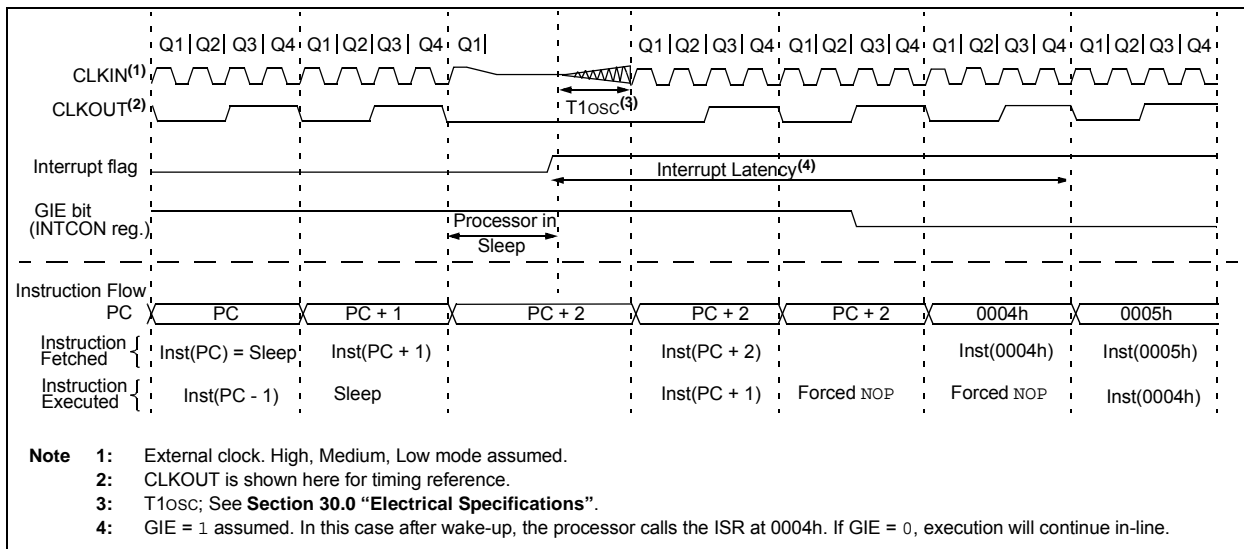 Q1 Q2 Q3 Q4 Q1 Q2 Q3 Q4 Q1 Q1 Q2 Q3 Q4 Q1 Q2 Q3 Q4 Q1 Q2 Q3 Q4 Q1 Q2 Q3 Q4
CLKIN(1)
T1OSC(3)
CLKOUT(2)
Interrupt flag
Interrupt Latency(4)
GIE bit
(INTCON reg.)
Processor in
Sleep
Instruction Flow
PC PC PC + 1 PC + 2 PC + 2 PC + 2 0004h 0005h
Instruction
Fetched
Inst(PC) = Sleep Inst(PC + 1) Inst(PC + 2) Inst(0004h) Inst(0005h)
Instruction
Executed
Inst(PC - 1) Sleep Inst(PC + 1) Forced NOP Forced NOP Inst(0004h)
Note 1: External clock. High, Medium, Low mode assumed.
2: CLKOUT is shown here for timing reference.
3: T1OSC; See Section 30.0 “Electrical Specifications”.
4: GIE = 1 assumed. In this case after wake-up, the processor calls the ISR at 0004h. If GIE = 0, execution will continue in-line.